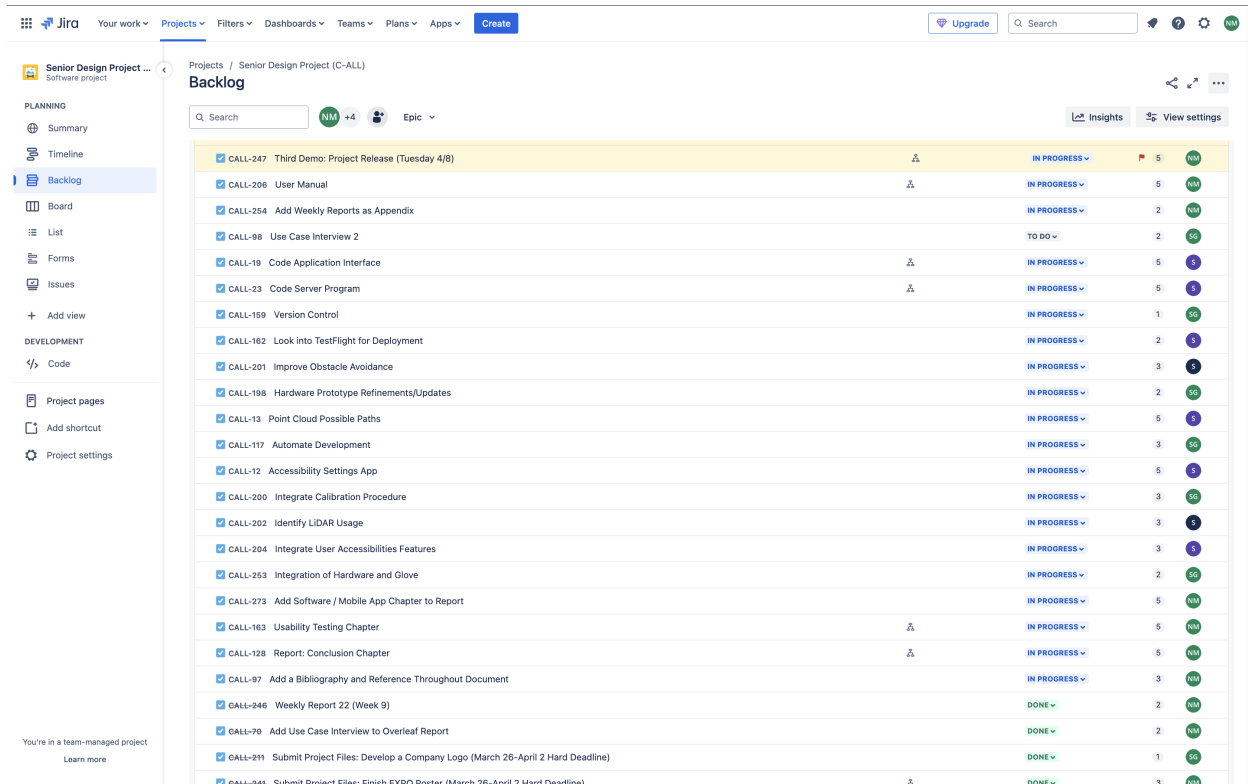 Jira Your work Projects Filters Dashboards Teams Plans Apps Create Upgrade Search NM
Senior Design Project ...
Software project
PLANNING
Summary
Timeline
Backlog
Board
List
Forms
Issues
Add view
DEVELOPMENT
Code
Project pages
Add shortcut
Project settings
You're in a team-managed project
Learn more
Projects / Senior Design Project (C-ALL)
Backlog
Search NM +4 Epic Insights View settings
CALL-247 Third Demo: Project Release (Tuesday 4/8) IN PROGRESS 5 NM
CALL-206 User Manual IN PROGRESS 5 NM
CALL-254 Add Weekly Reports as Appendix IN PROGRESS 2 NM
CALL-98 Use Case Interview 2 TO DO 2 SG
CALL-19 Code Application Interface IN PROGRESS 5 S
CALL-23 Code Server Program IN PROGRESS 5 S
CALL-159 Version Control IN PROGRESS 1 SG
CALL-162 Look into TestFlight for Deployment IN PROGRESS 2 S
CALL-201 Improve Obstacle Avoidance IN PROGRESS 3 S
CALL-198 Hardware Prototype Refinements/Updates IN PROGRESS 2 SG
CALL-13 Point Cloud Possible Paths IN PROGRESS 5 S
CALL-117 Automate Development IN PROGRESS 3 SG
CALL-12 Accessibility Settings App IN PROGRESS 5 S
CALL-200 Integrate Calibration Procedure IN PROGRESS 3 SG
CALL-202 Identify LiDAR Usage IN PROGRESS 3 S
CALL-204 Integrate User Accessibilities Features IN PROGRESS 3 S
CALL-253 Integration of Hardware and Glove IN PROGRESS 2 SG
CALL-273 Add Software / Mobile App Chapter to Report IN PROGRESS 5 NM
CALL-163 Usability Testing Chapter IN PROGRESS 5 NM
CALL-128 Report: Conclusion Chapter IN PROGRESS 5 NM
CALL-97 Add a Bibliography and Reference Throughout Document IN PROGRESS 3 NM
CALL-246 Weekly Report 22 (Week 9) DONE 2 NM
CALL-70 Add Use Case Interview to Overleaf Report DONE 2 NM
CALL-211 Submit Project Files: Develop a Company Logo (March 26-April 2 Hard Deadline) DONE 1 SG
Submit Project Files: Finish EXPO Poster (March 26-April 2 Hard Deadline) DONE 3 NM